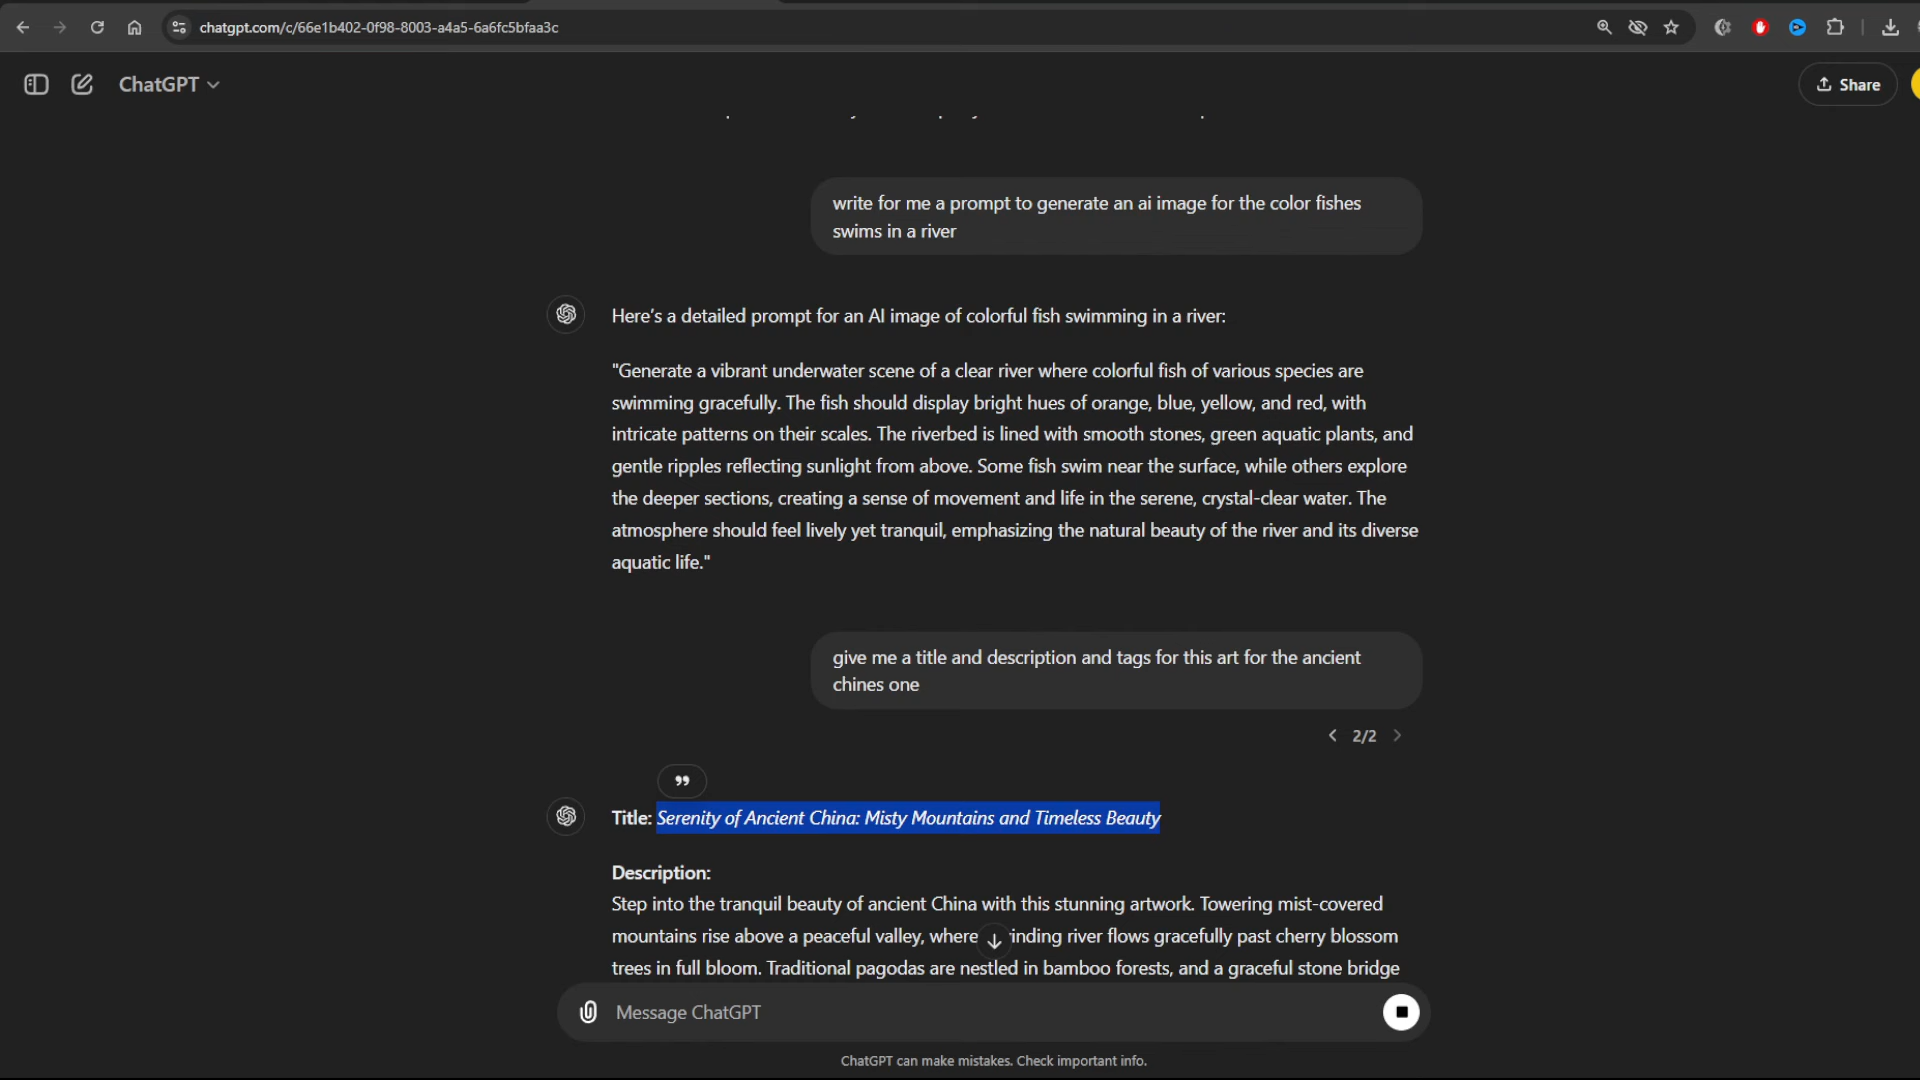 chatgpt.com/c/66e1b402-0f98-8003-a4a5-6a6fc5bfaa3c
ChatGPT
Share
write for me a prompt to generate an ai image for the color fishes
swims in a river
Here's a detailed prompt for an AI image of colorful fish swimming in a river:
"Generate a vibrant underwater scene of a clear river where colorful fish of various species are
swimming gracefully. The fish should display bright hues of orange, blue, yellow, and red, with
intricate patterns on their scales. The riverbed is lined with smooth stones, green aquatic plants, and
gentle ripples reflecting sunlight from above. Some fish swim near the surface, while others explore
the deeper sections, creating a sense of movement and life in the serene, crystal-clear water. The
atmosphere should feel lively yet tranquil, emphasizing the natural beauty of the river and its diverse
aquatic life."
give me a title and description and tags for this art for the ancient
chines one
2/2
Title: Serenity of Ancient China: Misty Mountains and Timeless Beauty
Description:
Step into the tranquil beauty of ancient China with this stunning artwork. Towering mist-covered
mountains rise above a peaceful valley, where inding river flows gracefully past cherry blossom
trees in full bloom. Traditional pagodas are nestled in bamboo forests, and a graceful stone bridge
Message ChatGPT
ChatGPT can make mistakes. Check important info.